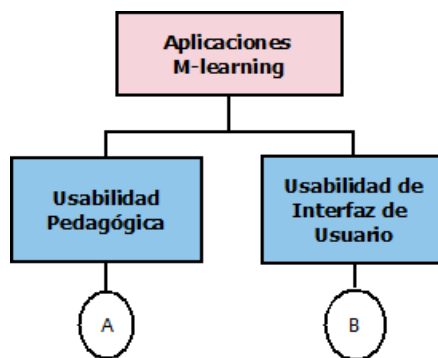 Aplicaciones
M-learning
Usabilidad
Pedagógica
Usabilidad de
Interfaz de
Usuario
A
B